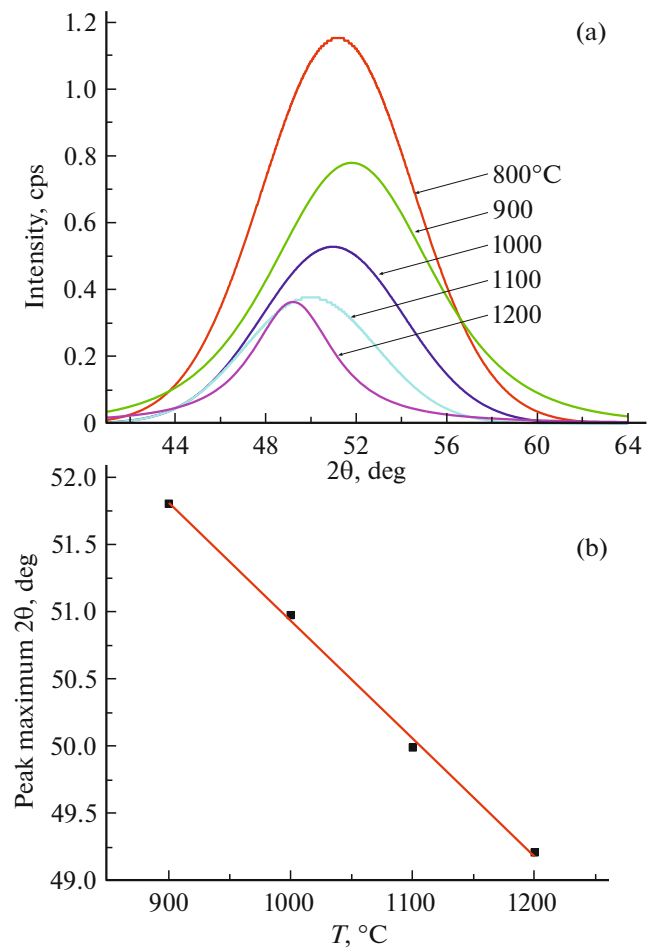 1.2
(a)
1.0
0.8
800°C
900
0.6
1000
1100
0.4
1200
0.2
0
Intensity, cps
44 48 52 56 60 64
2θ, deg
52.0
(b)
51.5
51.0
50.5
50.0
49.5
49.0
Peak maximum 2θ, deg
900 1000 1100 1200
T, °C